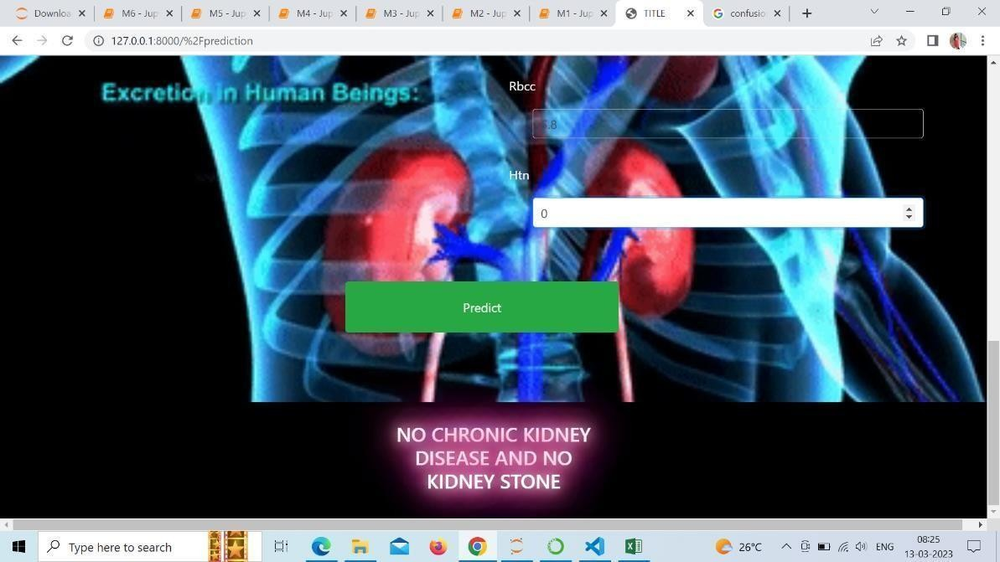 Downloa
M6 - Jup
M5 - Jup
M4 - Jup
M3 - Jup
M2 - Jup
M1 - Jup
TITLE
confusio
127.0.0.1:8000/%2Fprediction
Excretion in Human Beings:
Rbcc
5.8
Htn
0
Predict
NO CHRONIC KIDNEY
DISEASE AND NO
KIDNEY STONE
Type here to search
26°C
ENG
08:25
13-03-2023